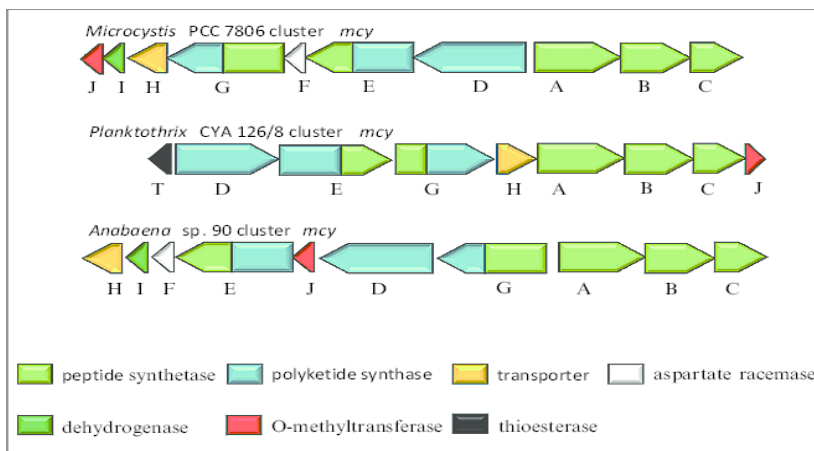 Microcystis PCC 7806 cluster mcy
J I H G F E D A B C
Planktothrix CYA 126/8 cluster mcy
T D E G H A B C J
Anabaena sp. 90 cluster mcy
H I F E J D G A B C
peptide synthetase polyketide synthase transporter aspartate racemase
dehydrogenase O-methyltransferase thioesterase